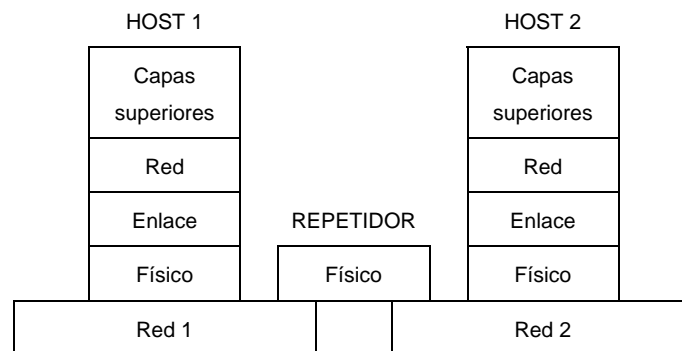 HOST 1
HOST 2
Capas
superiores
Capas
superiores
Red
Red
Enlace
REPETIDOR
Enlace
Físico
Físico
Físico
Red 1
Red 2